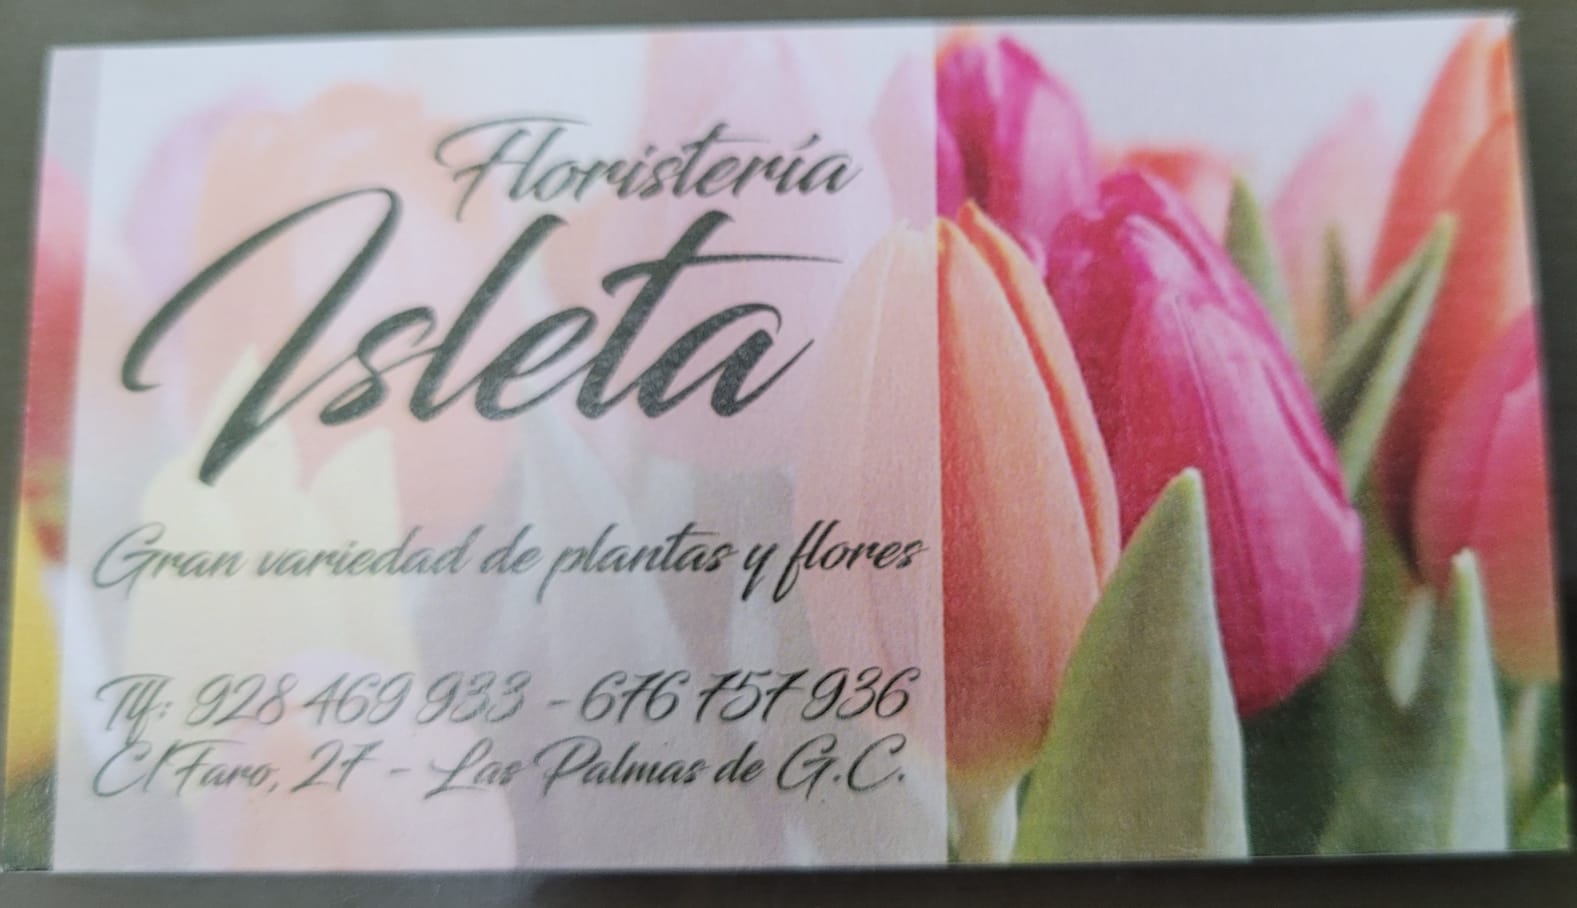 Floristería
Isleta
Gran variedad de plantas y flores
Tlf: 928 469 933 - 676 757 936
C/ Faro, 27 - Las Palmas de G.C.